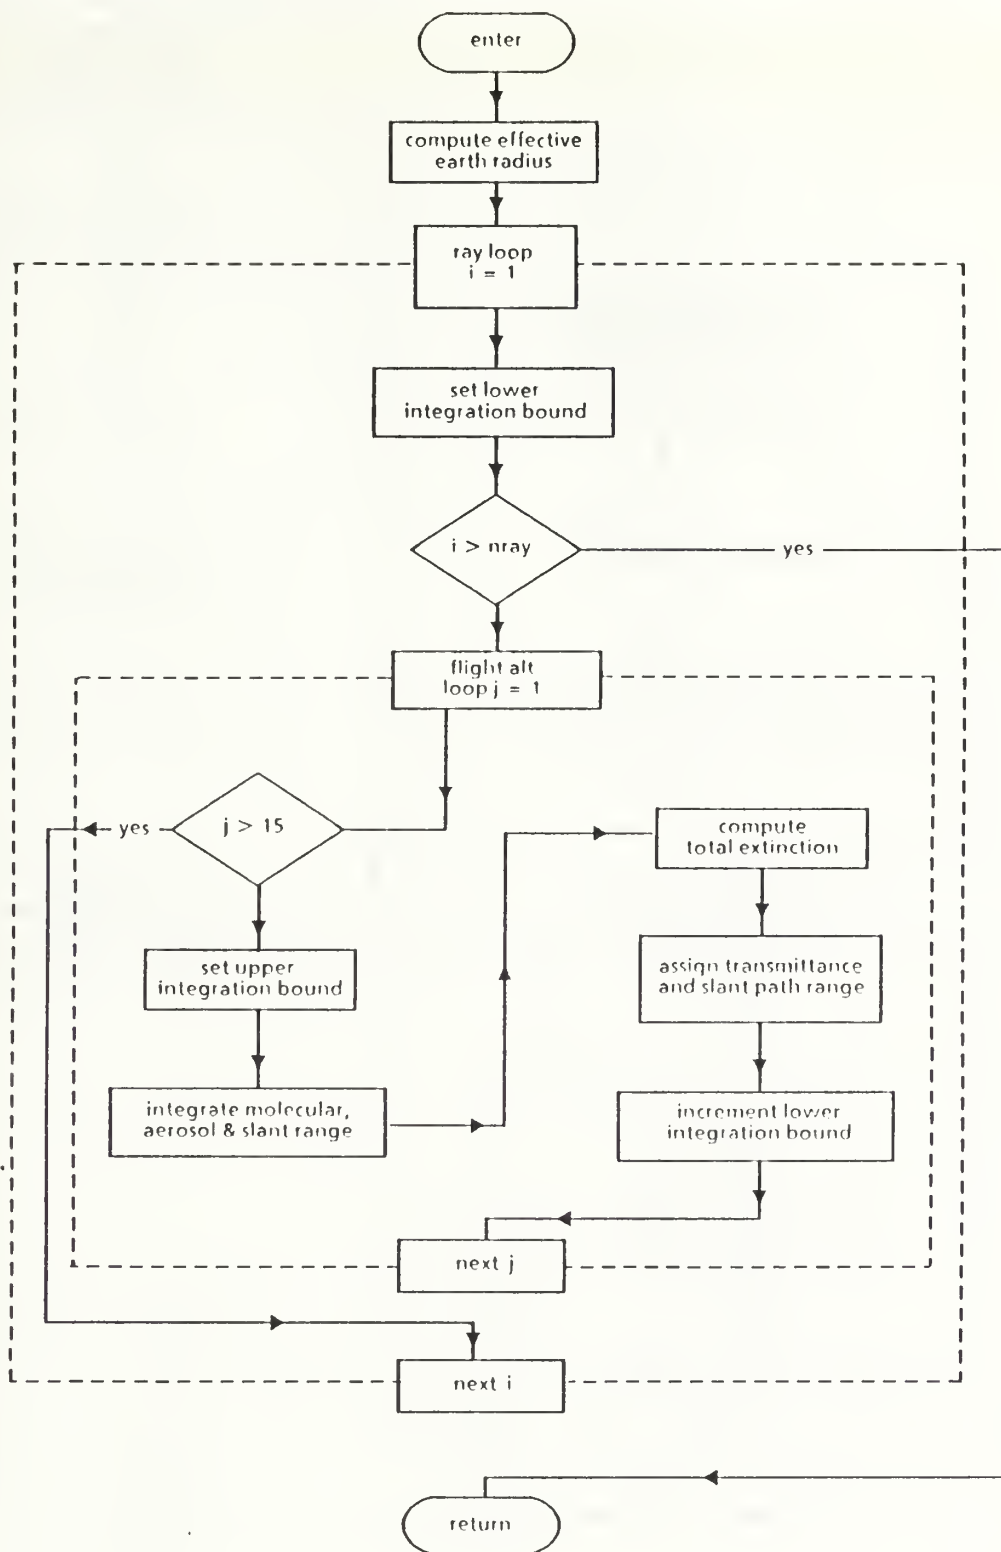 enter
compute effective
earth radius
ray loop
i = 1
set lower
integration bound
i > nray
yes
flight alt
loop j = 1
yes
j > 15
set upper
integration bound
integrate molecular,
aerosol & slant range
compute
total extinction
assign transmittance
and slant path range
increment lower
integration bound
next j
next i
return